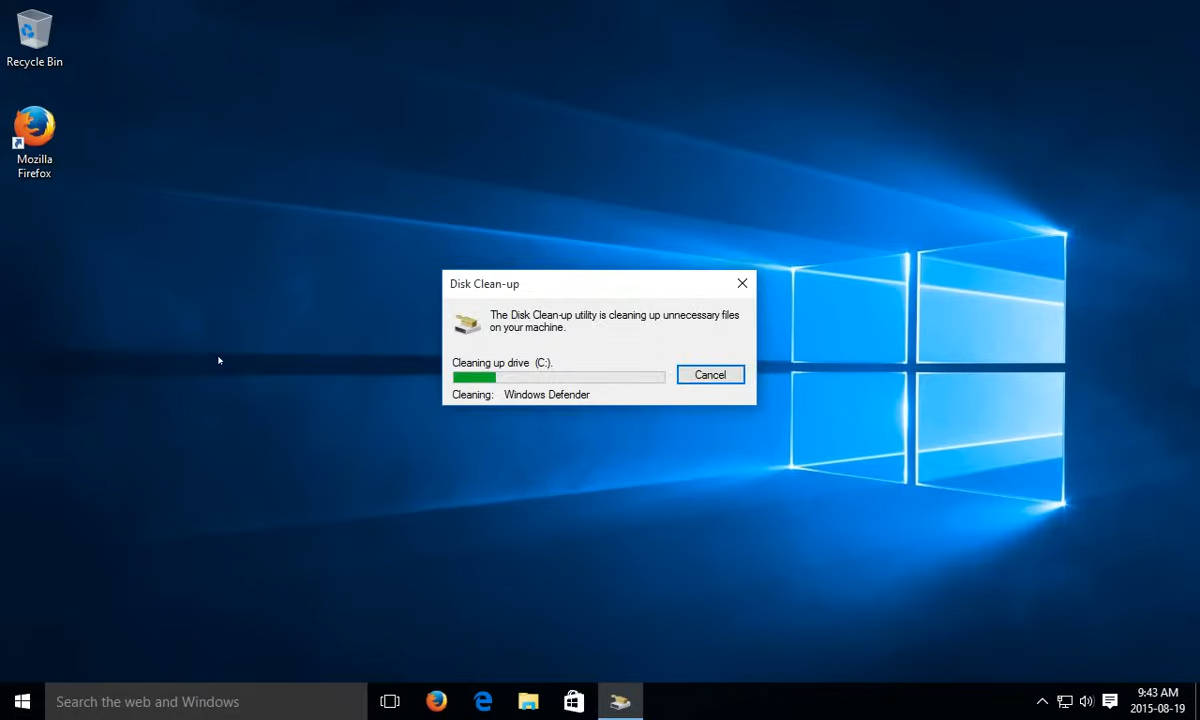 Recycle Bin
Mozilla
Firefox
Disk Clean-up
The Disk Clean-up utility is cleaning up unnecessary files
on your machine.
Cleaning up drive (C:).
Cancel
Cleaning: Windows Defender
Search the web and Windows
9:43 AM
2015-08-19